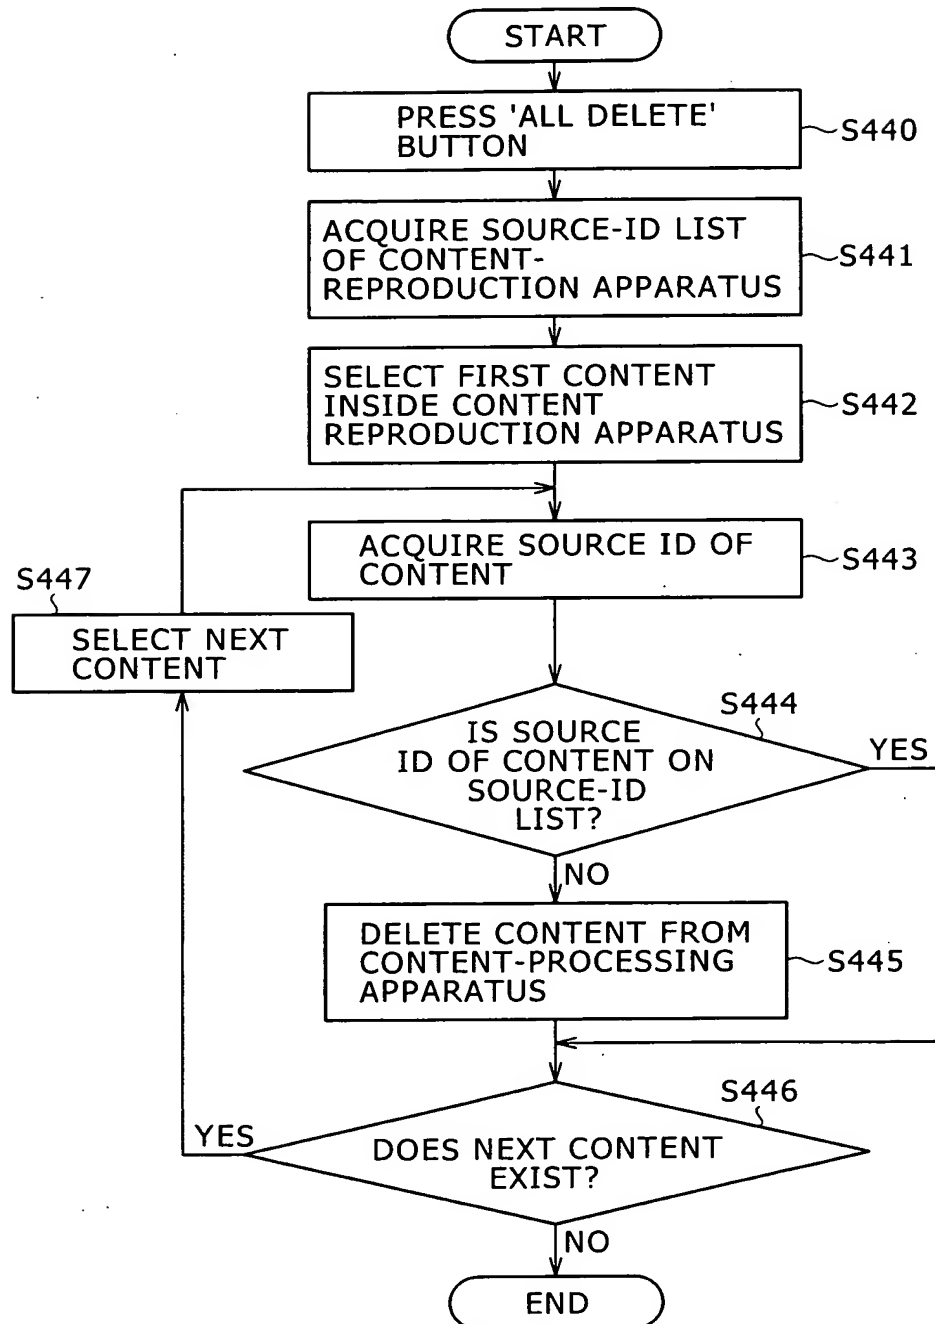 START
PRESS 'ALL DELETE'
BUTTON
S440
ACQUIRE SOURCE-ID LIST
OF CONTENT-
REPRODUCTION APPARATUS
S441
SELECT FIRST CONTENT
INSIDE CONTENT
REPRODUCTION APPARATUS
S442
ACQUIRE SOURCE ID OF
CONTENT
S443
S447
SELECT NEXT
CONTENT
S444
IS SOURCE
ID OF CONTENT ON
SOURCE-ID
LIST?
YES
NO
DELETE CONTENT FROM
CONTENT-PROCESSING
APPARATUS
S445
S446
DOES NEXT CONTENT
EXIST?
YES
NO
END